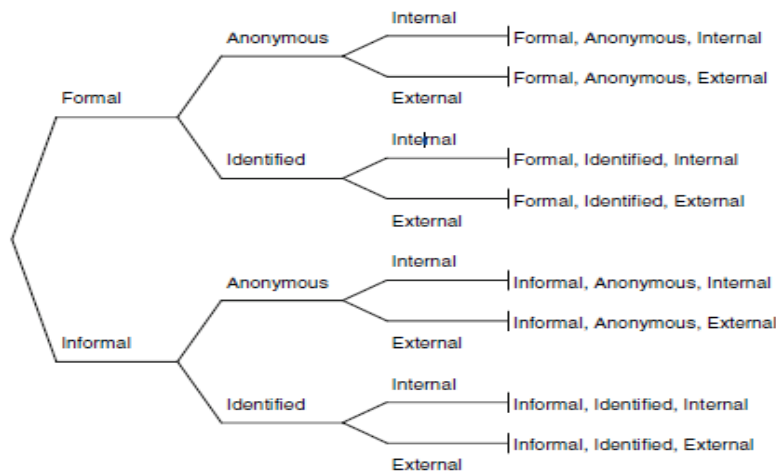 Internal
Anonymous
Formal, Anonymous, Internal
Formal, Anonymous, External
Formal
External
Internal
Identified
Formal, Identified, Internal
Formal, Identified, External
External
Internal
Anonymous
Informal, Anonymous, Internal
Informal, Anonymous, External
Informal
External
Internal
Identified
Informal, Identified, Internal
Informal, Identified, External
External